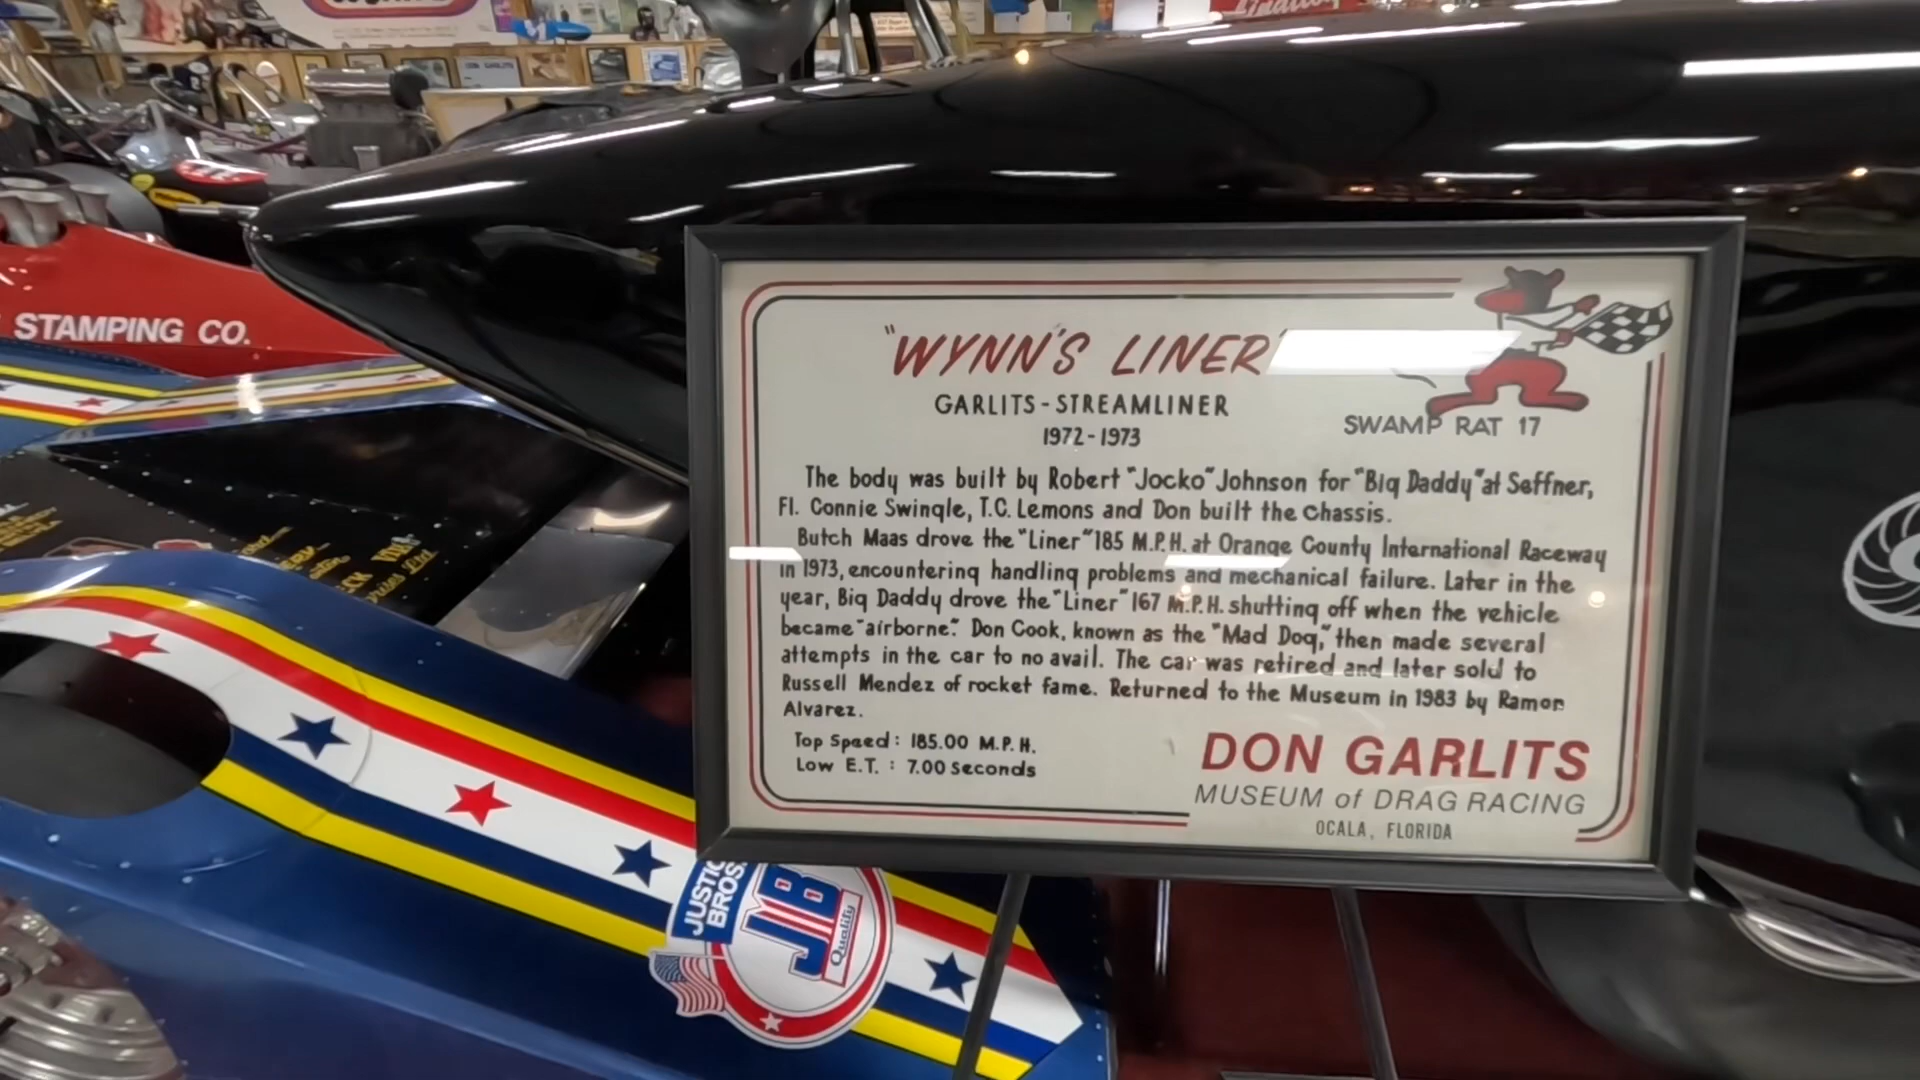 DON GARLITS
STAMPING CO.
"WYNN'S LINER"
GARLITS-STREAMLINER
1972-1973
SWAMP RAT 17
The body was built by Robert "Jocko" Johnson for "Big Daddy" at Seffner,
Fl. Connie Swingle, T.C. Lemons and Don built the chassis.
Butch Maas drove the "Liner" 185 M.P.H. at Orange County International Raceway
in 1973, encountering handling problems and mechanical failure. Later in the
year, Big Daddy drove the "Liner" 167 M.P.H. shutting off when the vehicle
became "airborne." Don Cook, known as the "Mad Dog," then made several
attempts in the car to no avail. The car was retired and later sold to
Russell Mendez of rocket fame. Returned to the Museum in 1983 by Ramon
Alvarez.
Top Speed: 185.00 M.P.H.
Low E.T. : 7.00 Seconds
DON GARLITS
MUSEUM of DRAG RACING
OCALA, FLORIDA
JUSTICE
BROS.
JB
Quality